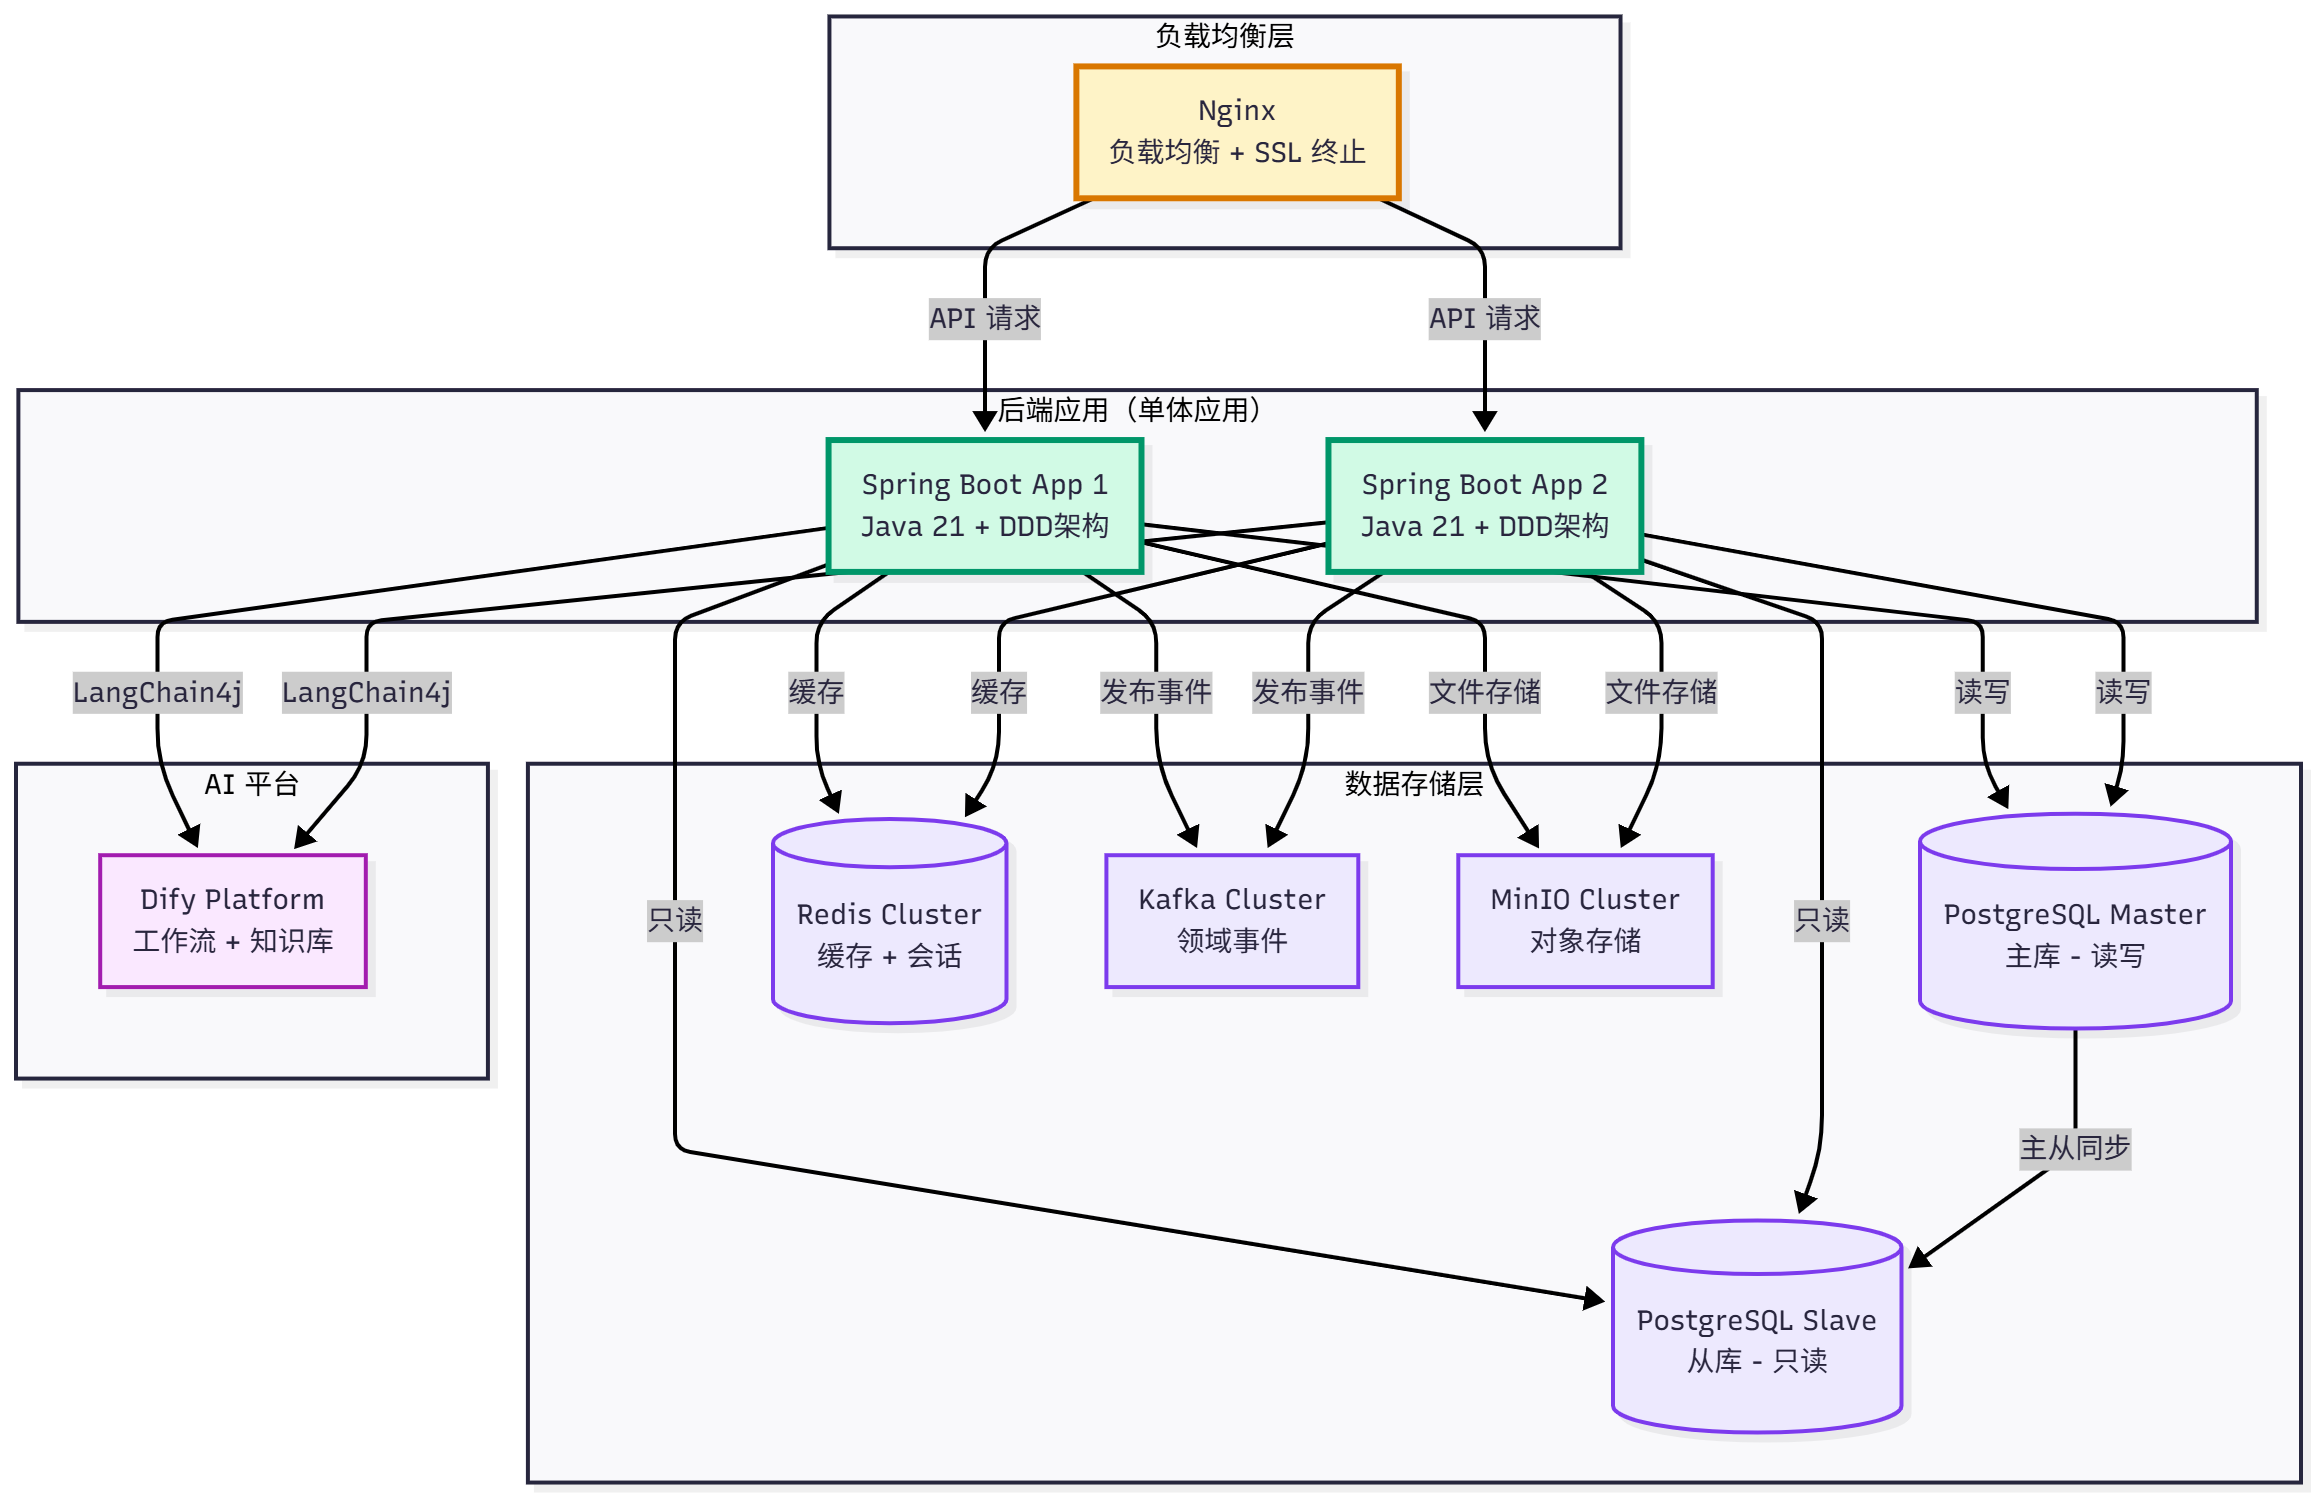 负载均衡层
Nginx
负载均衡 + SSL 终止
API 请求
API 请求
后端应用（单体应用）
Spring Boot App 1
Java 21 + DDD架构
Spring Boot App 2
Java 21 + DDD架构
LangChain4j
LangChain4j
缓存
缓存
发布事件
发布事件
文件存储
文件存储
读写
读写
AI 平台
Dify Platform
工作流 + 知识库
数据存储层
只读
Redis Cluster
缓存 + 会话
Kafka Cluster
领域事件
MinIO Cluster
对象存储
只读
PostgreSQL Master
主库 - 读写
主从同步
PostgreSQL Slave
从库 - 只读